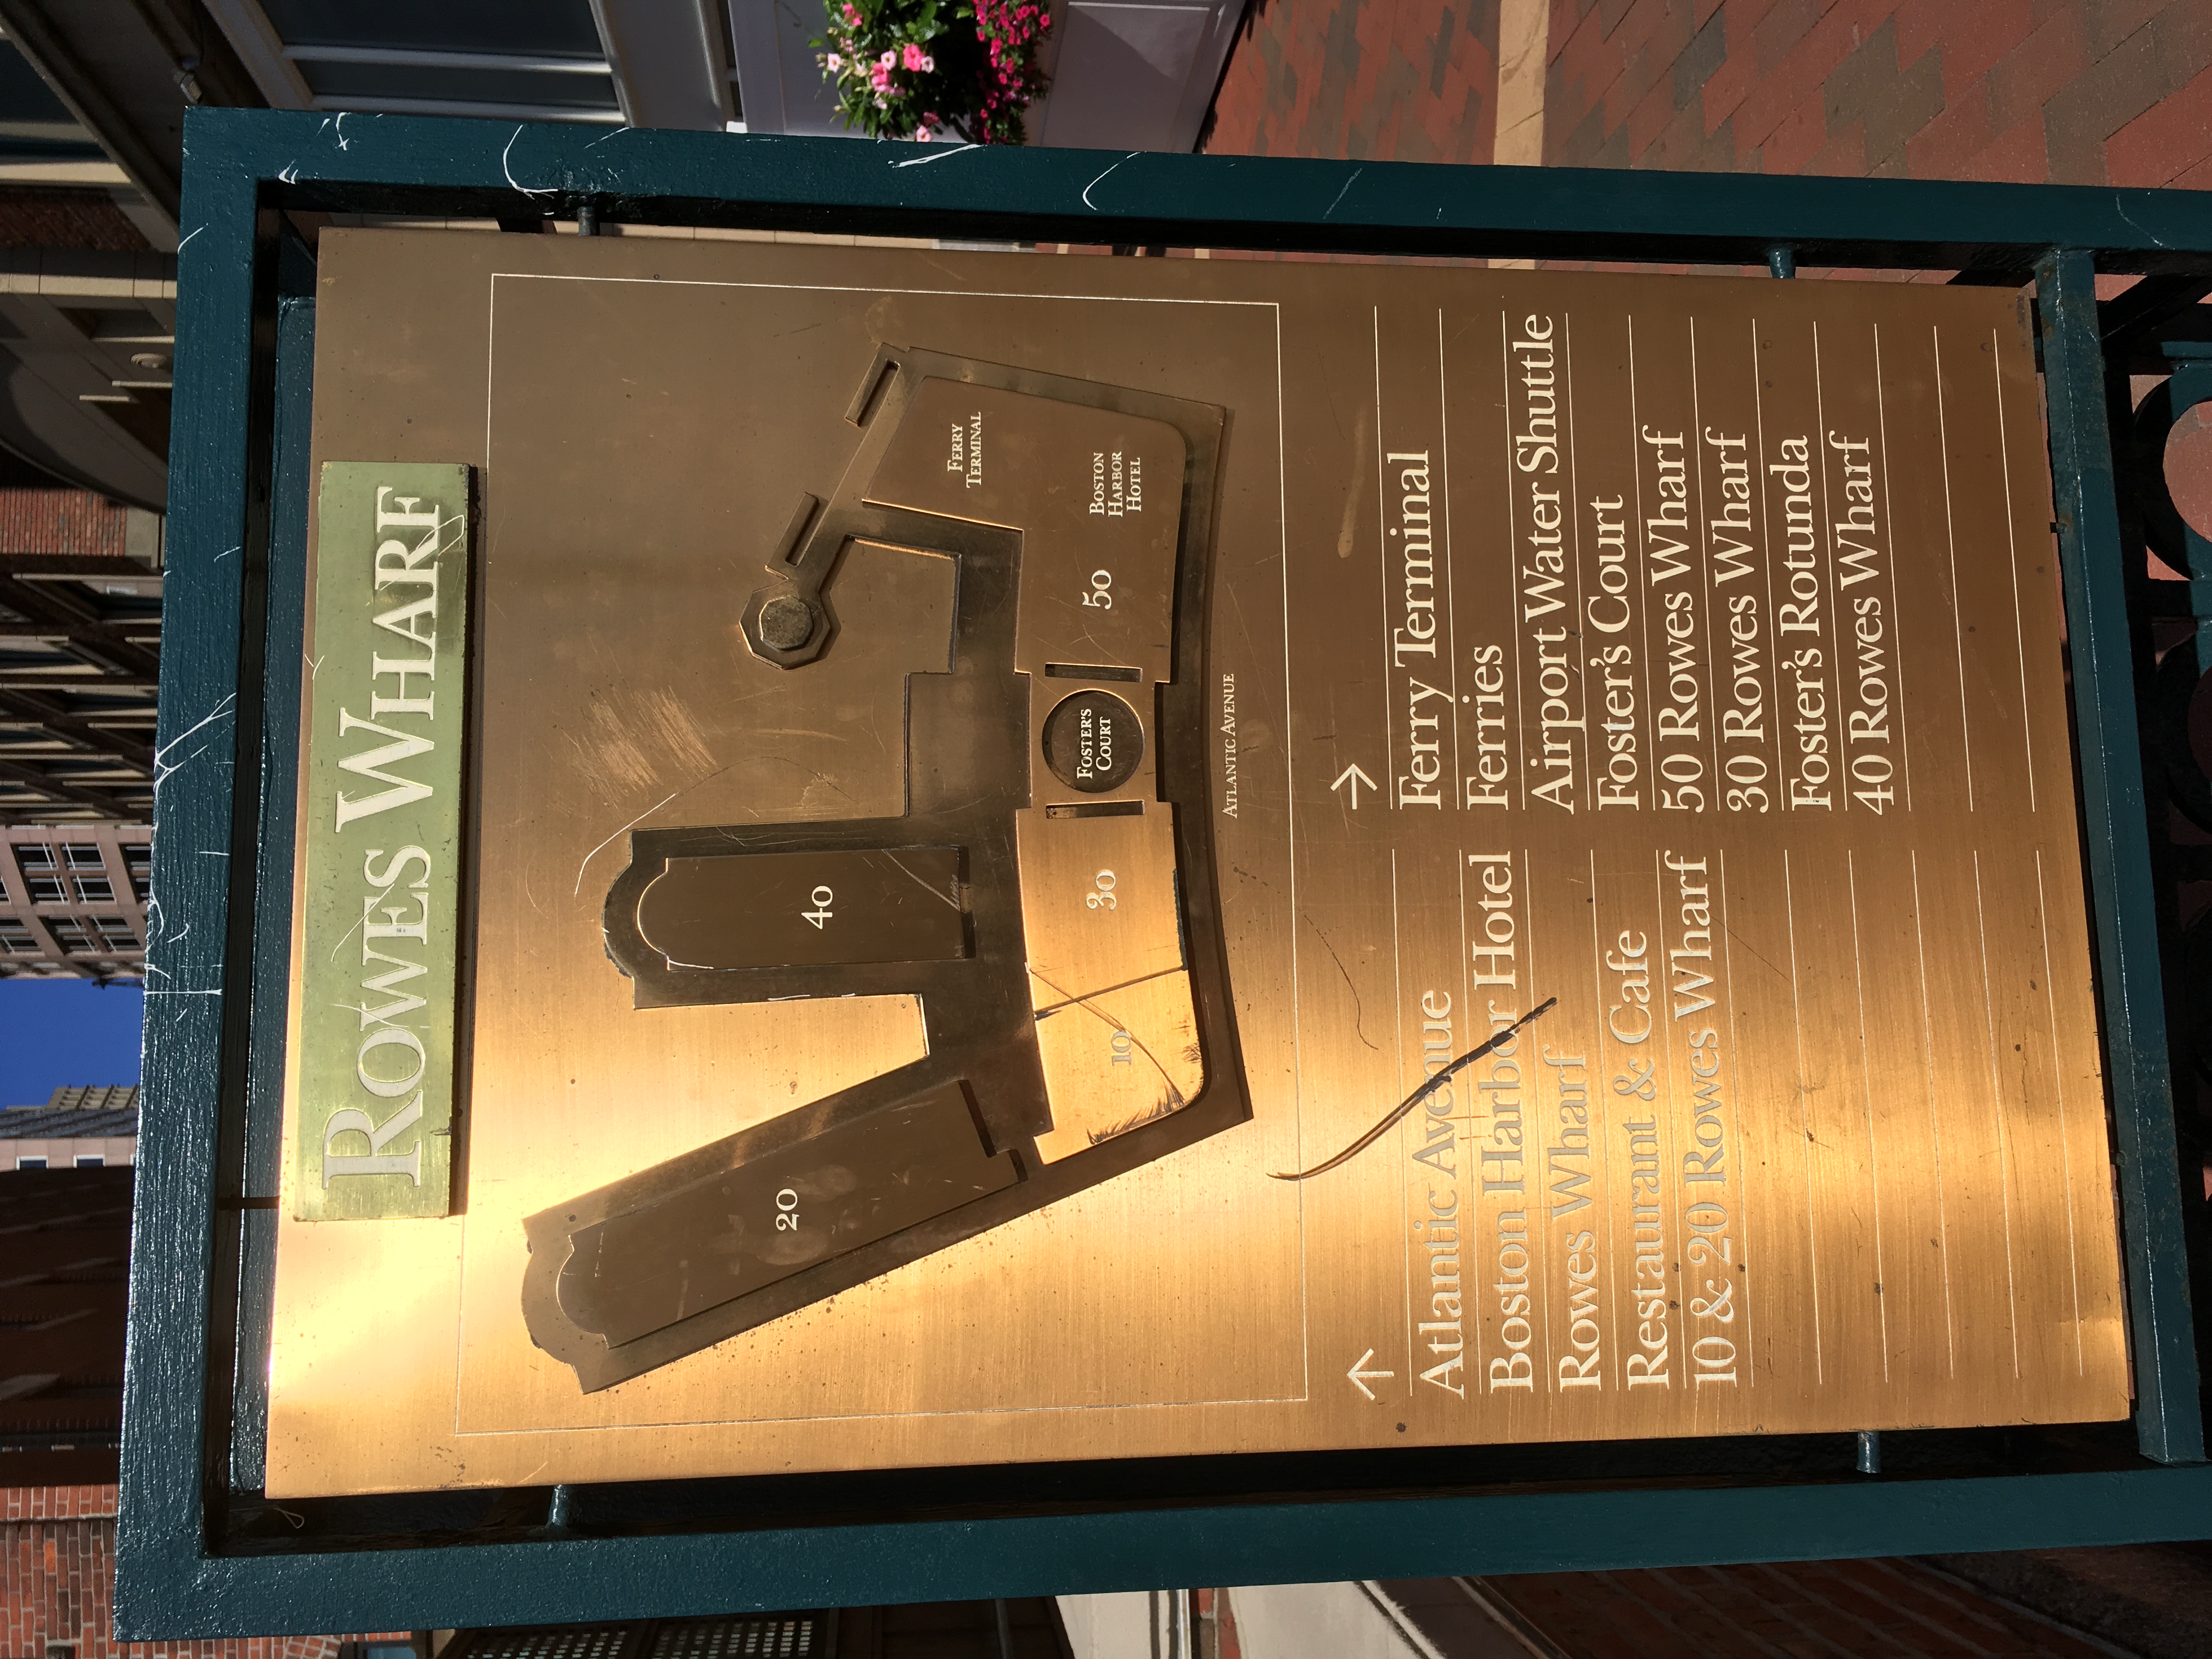 ROWES WHARF
FERRY
TERMINAL
BOSTON
HARBOR
HOTEL
50
FOSTER'S
COURT
40
30
20
10
ATLANTIC AVENUE
←
Atlantic Avenue
Boston Harbor Hotel
Rowes Wharf
Restaurant & Cafe
10 & 20 Rowes Wharf
→
Ferry Terminal
Ferries
Airport Water Shuttle
Foster's Court
50 Rowes Wharf
30 Rowes Wharf
Foster's Rotunda
40 Rowes Wharf